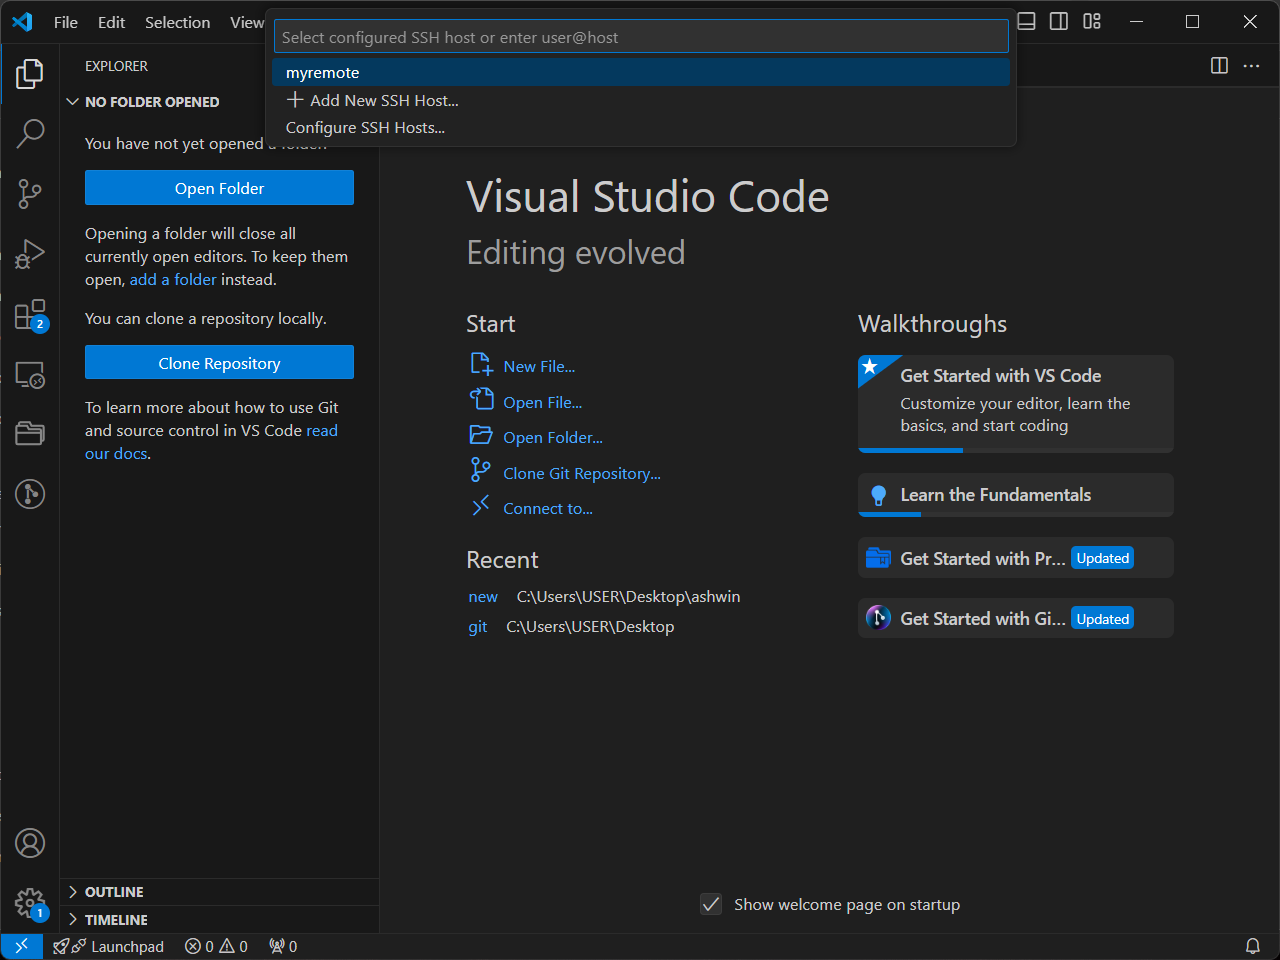 File Edit Selection View
Select configured SSH host or enter user@host
myremote
Add New SSH Host...
Configure SSH Hosts...
EXPLORER
NO FOLDER OPENED
You have not yet opened a folder.
Open Folder
Opening a folder will close all
currently open editors. To keep them
open, add a folder instead.
You can clone a repository locally.
Clone Repository
To learn more about how to use Git
and source control in VS Code read
our docs.
2
1
OUTLINE
TIMELINE
Visual Studio Code
Editing evolved
Start
New File...
Open File...
Open Folder...
Clone Git Repository...
Connect to...
Recent
new C:\Users\USER\Desktop\ashwin
git C:\Users\USER\Desktop
Walkthroughs
Get Started with VS Code
Customize your editor, learn the
basics, and start coding
Learn the Fundamentals
Get Started with Pr... Updated
Get Started with Gi... Updated
Show welcome page on startup
Launchpad 0 0 0